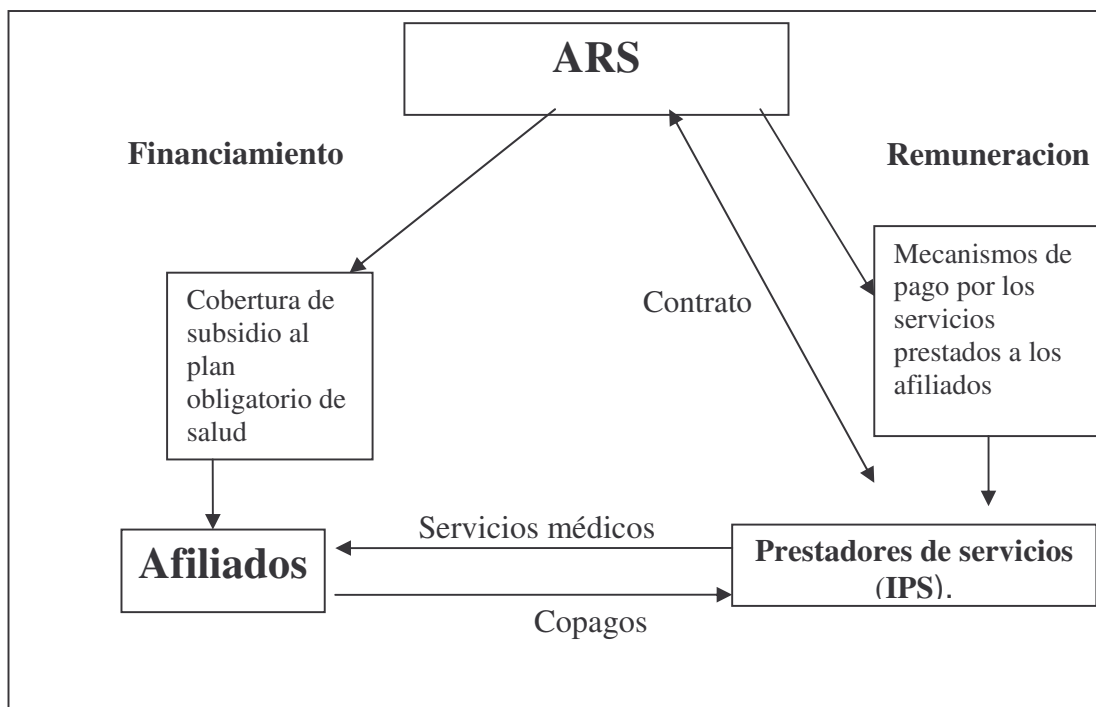 ARS
Financiamiento
Remuneracion
Cobertura de
subsidio al
plan
obligatorio de
salud
Contrato
Mecanismos de
pago por los
servicios
prestados a los
afiliados
Afiliados
Servicios médicos
Copagos
Prestadores de servicios
(IPS).